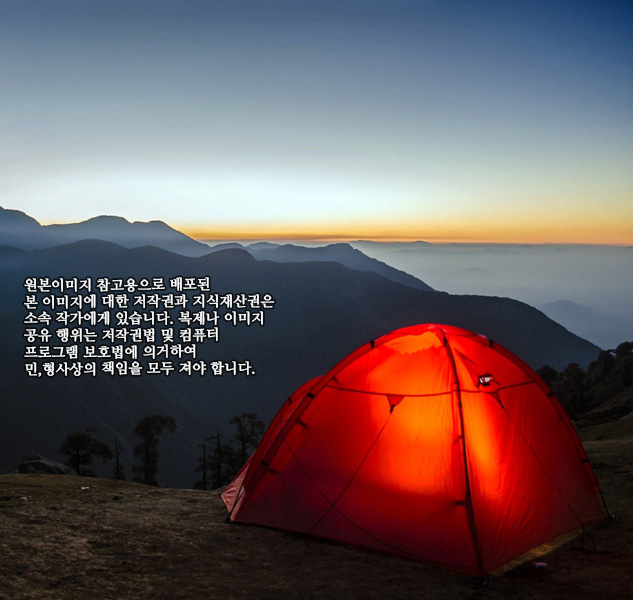 원본이미지 참고용으로 배포된
본 이미지에 대한 저작권과 지식재산권은
소속 작가에게 있습니다. 복제나 이미지
공유 행위는 저작권법 및 컴퓨터
프로그램 보호법에 의거하여
민,형사상의 책임을 모두 져야 합니다.